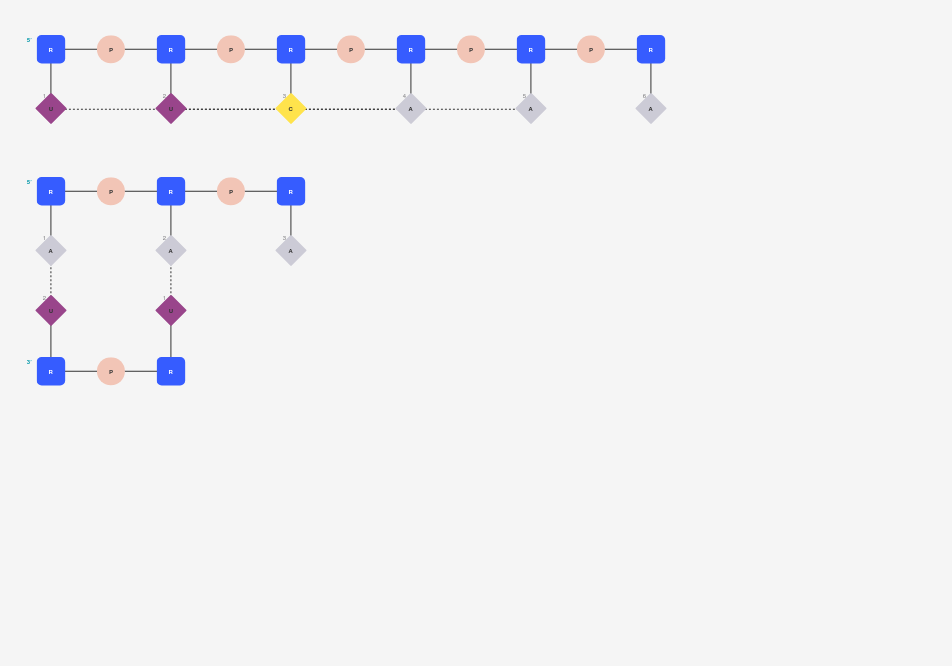 5' R P R P R P R P R P R
1 2 3 4 5 6
U U C A A A
5' R P R P R
1 2 3
A A A
2 1
U U
3' R P R